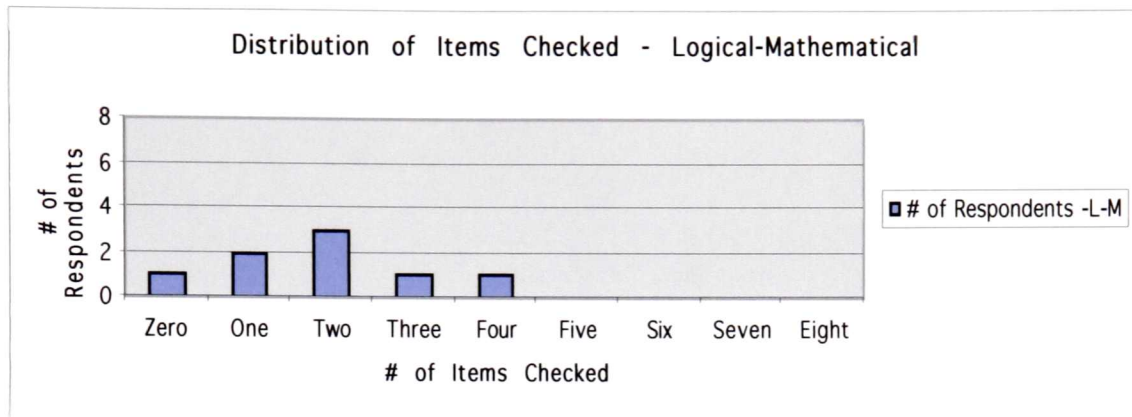 Distribution of Items Checked - Logical-Mathematical
8
6
4
2
0
# of
Respondents
Zero One Two Three Four Five Six Seven Eight
# of Items Checked
# of Respondents -L-M